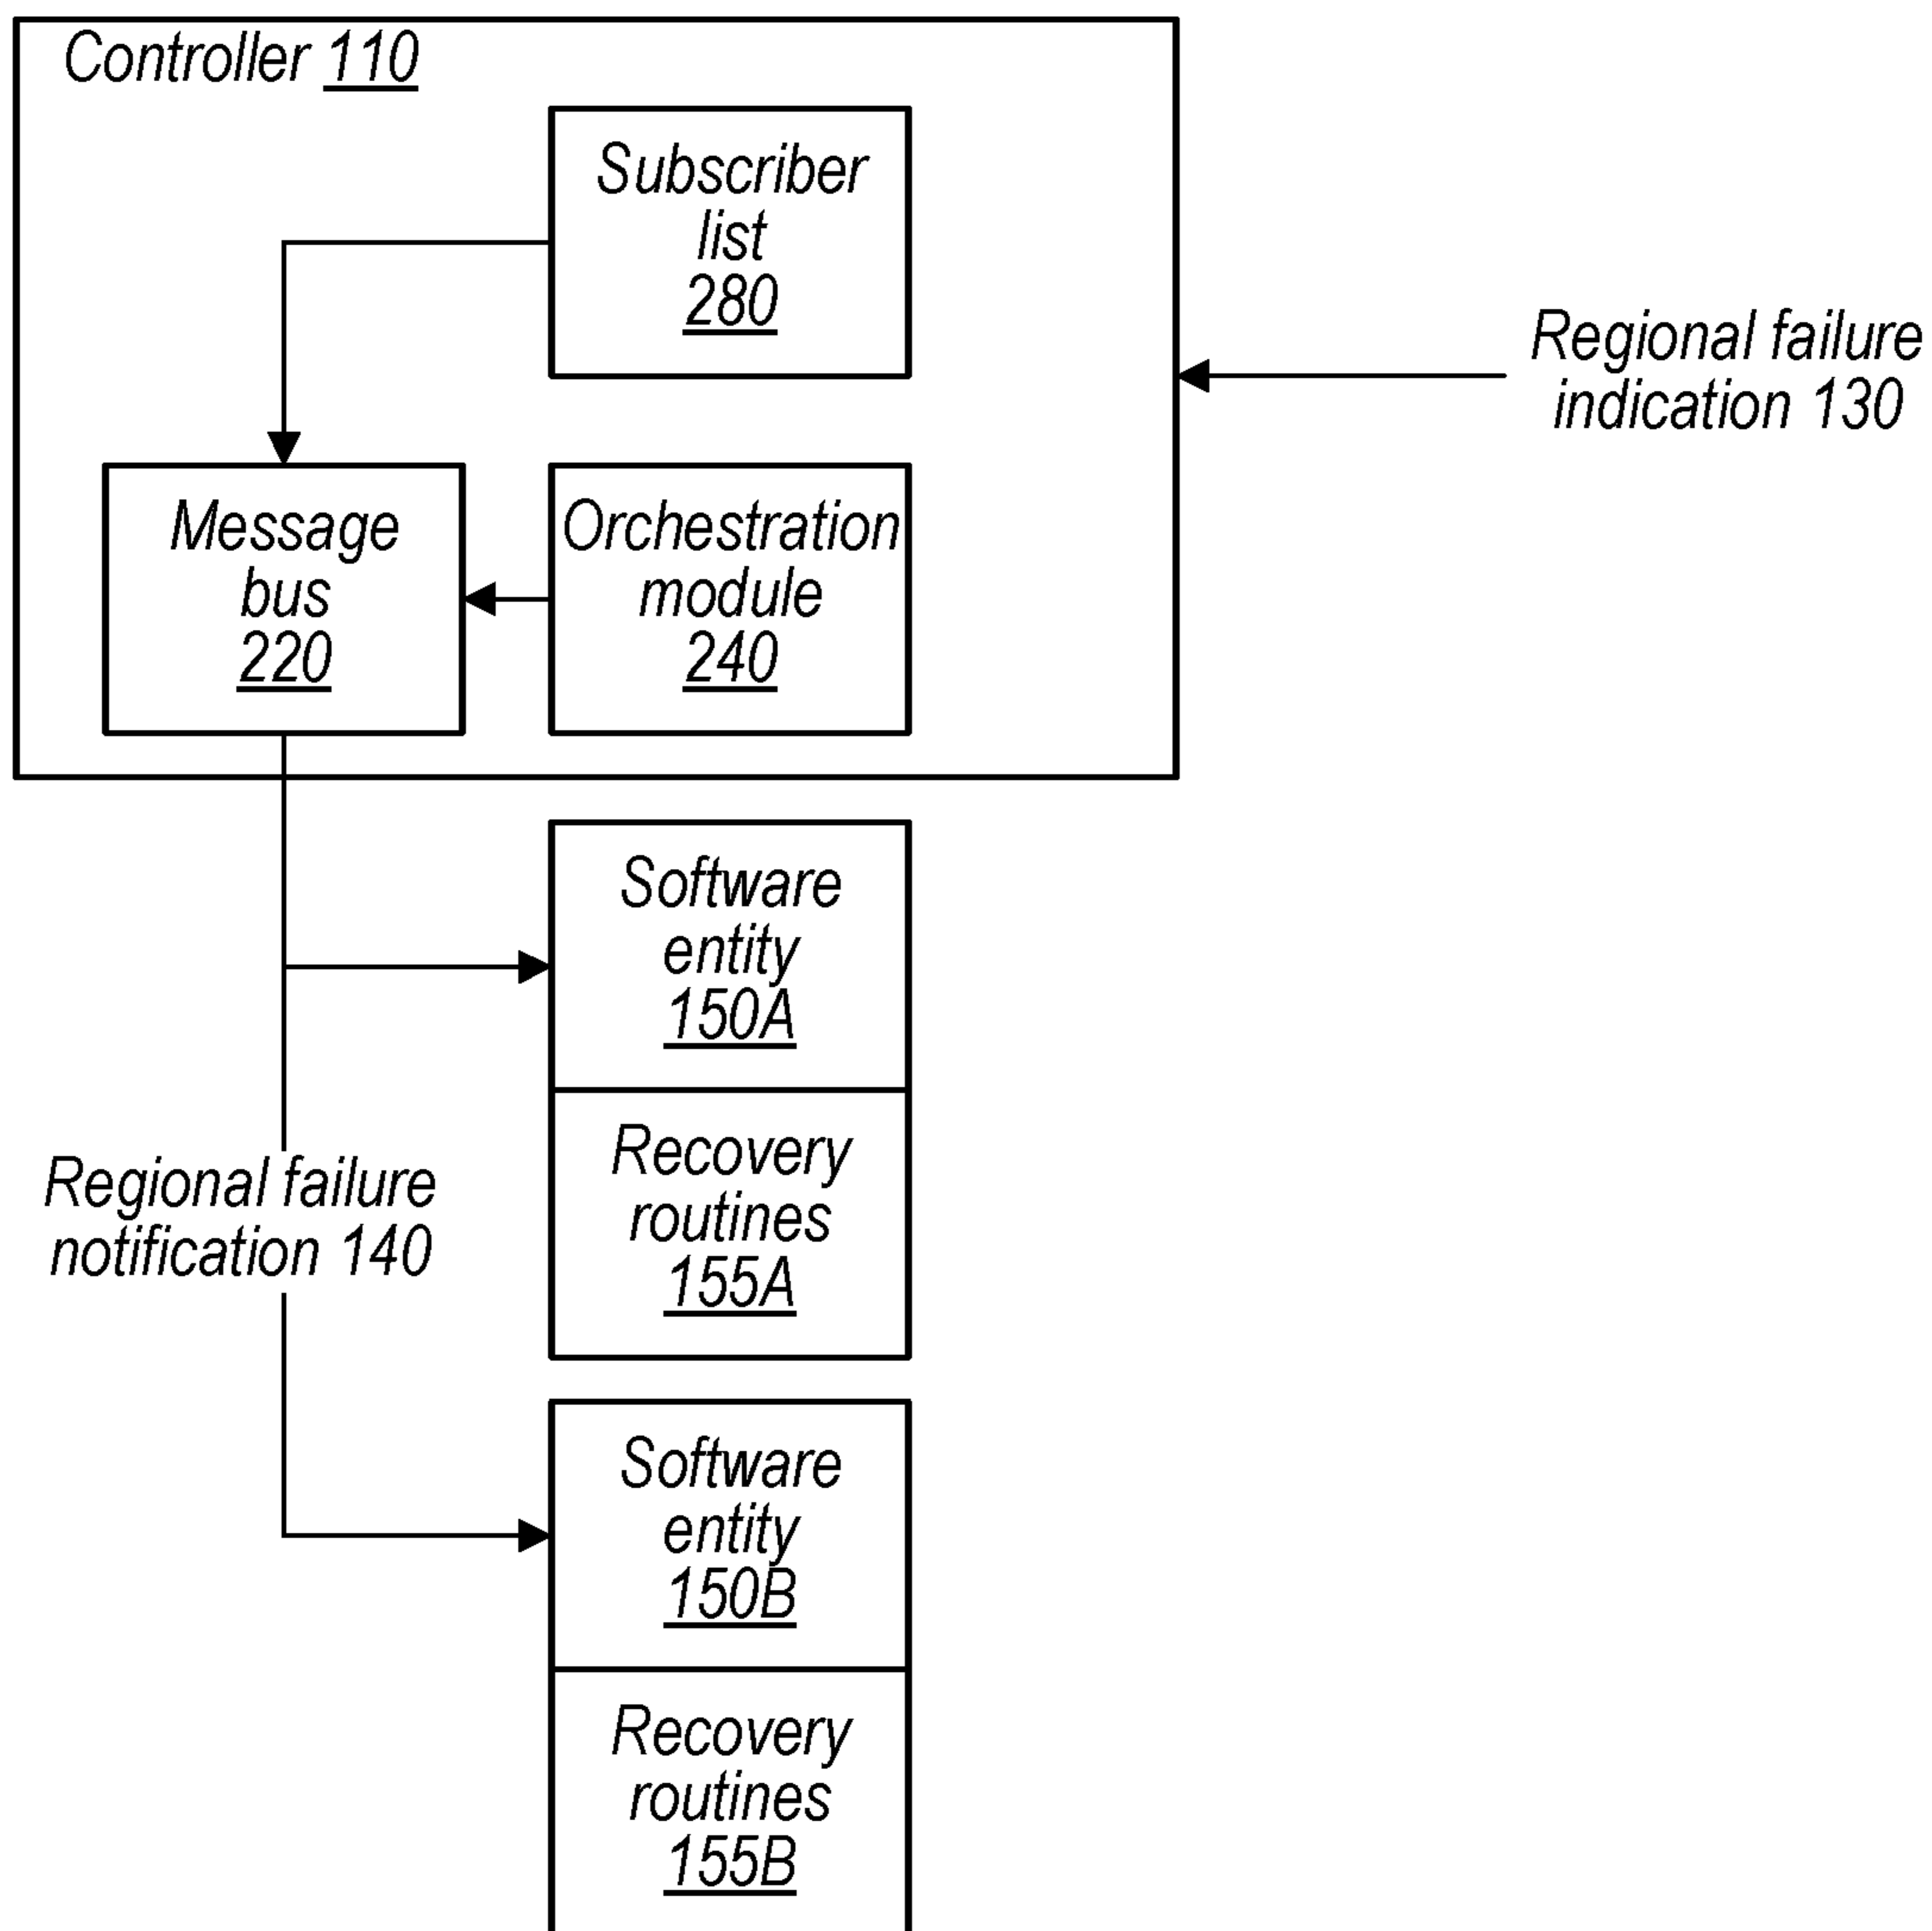 Controller 110
Subscriber
list
280
Regional failure
indication 130
Message
bus
220
Orchestration
module
240
Software
entity
150A
Recovery
routines
155A
Regional failure
notification 140
Software
entity
150B
Recovery
routines
155B